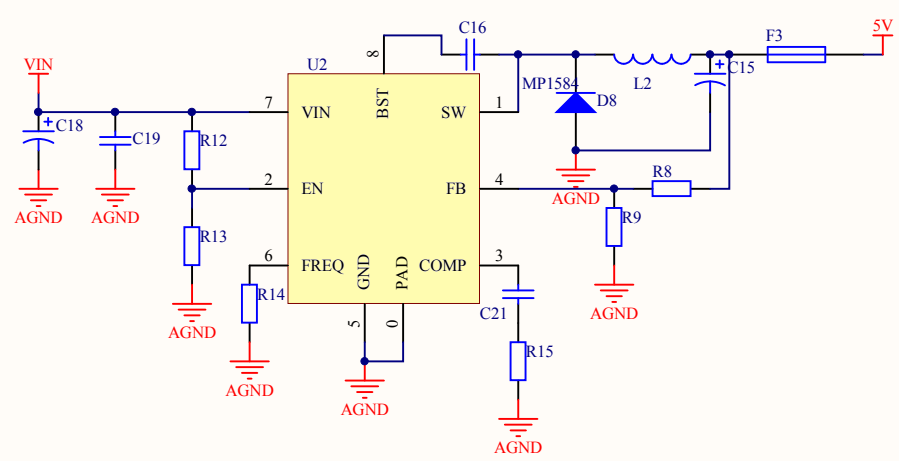 C16
5V
F3
8
VIN
U2
C15
L2
MP1584
D8
7
VIN
BST
SW
1
C18
C19
R12
2
EN
FB
4
R8
AGND
AGND
AGND
R9
R13
6
FREQ
GND
PAD
COMP
3
R14
C21
AGND
5
0
AGND
R15
AGND
AGND
AGND